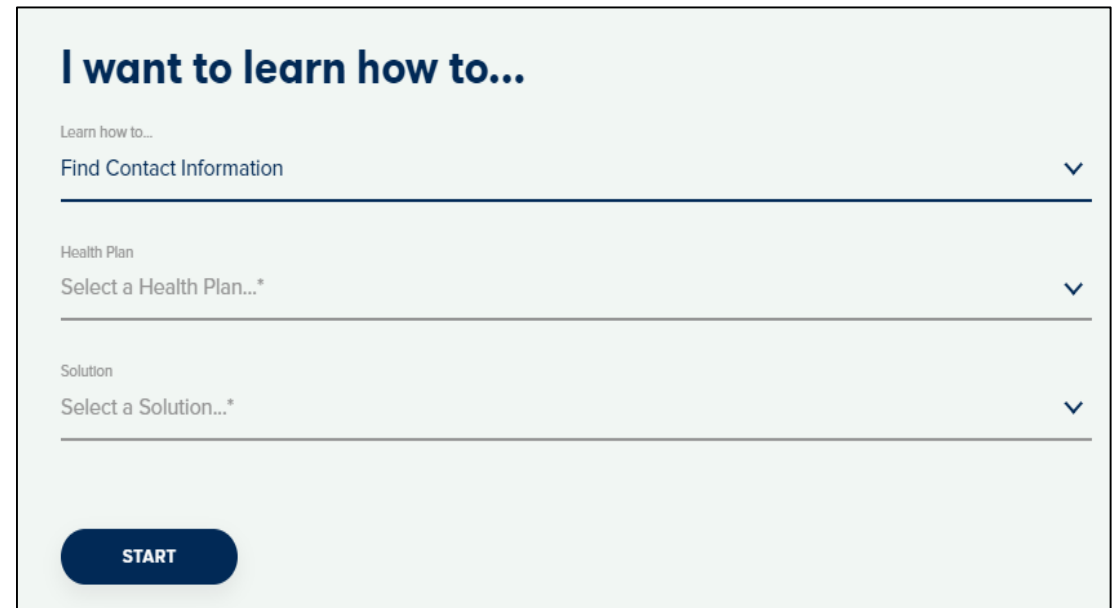 I want to learn how to...
Learn how to...
Find Contact Information
Health Plan
Select a Health Plan...*
Solution
Select a Solution...*
START